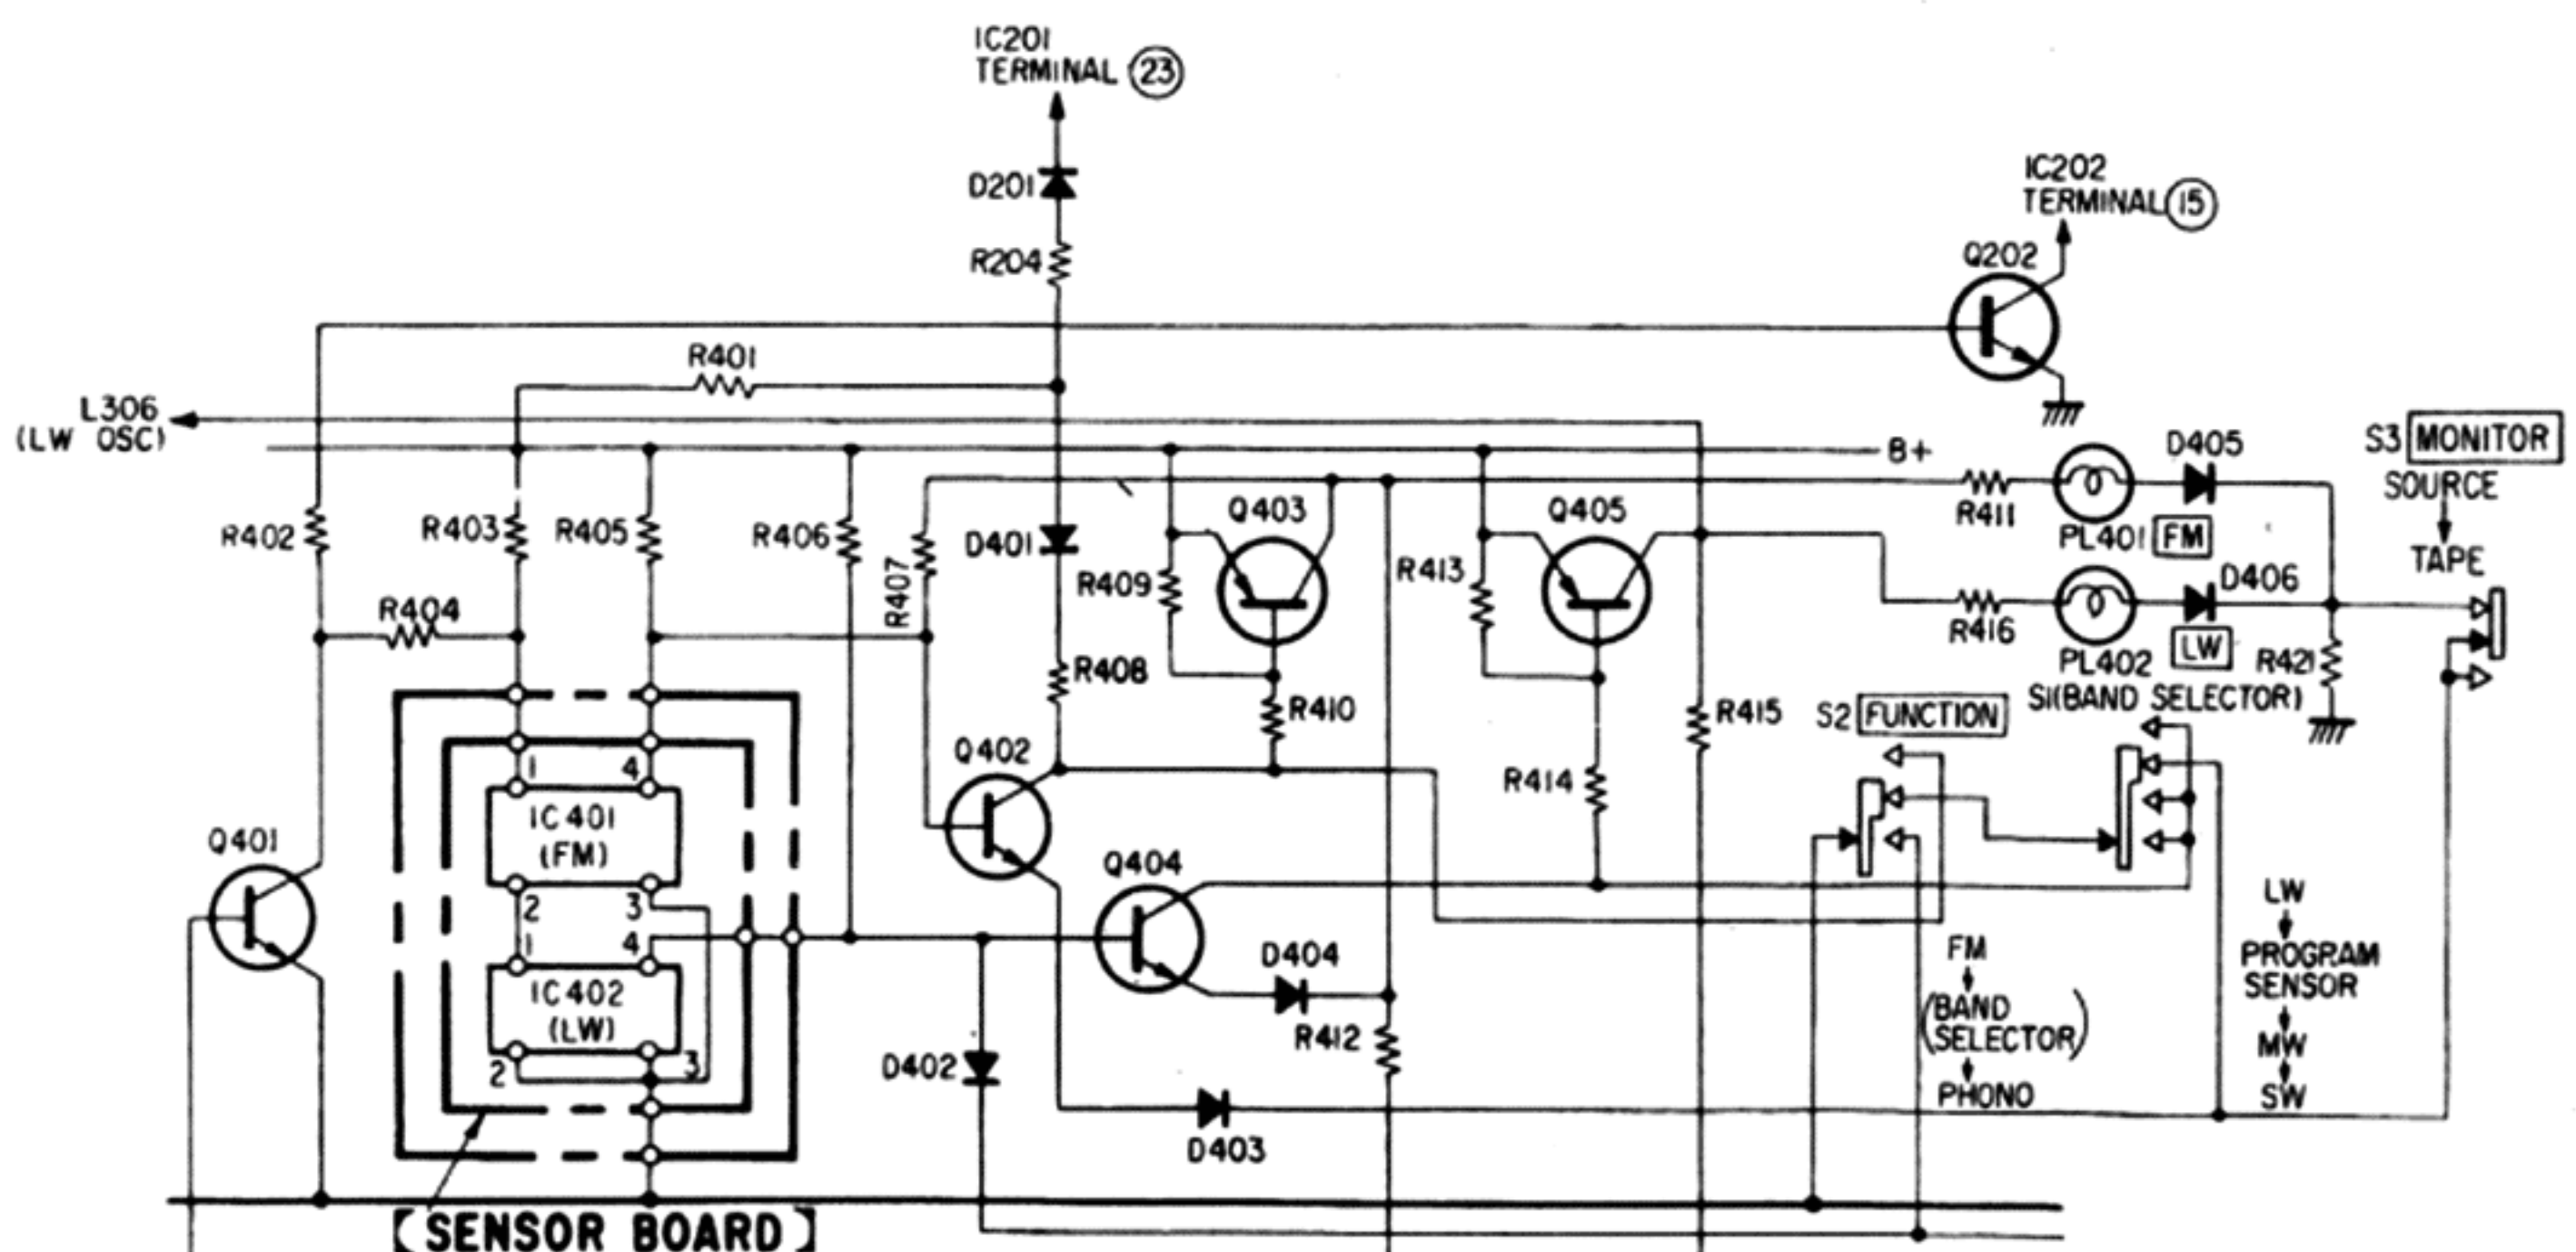 IC201
TERMINAL 23
IC202
TERMINAL 15
D201
R204
Q202
R401
L306
(LW OSC)
B+
D405
S3 MONITOR
SOURCE
TAPE
R402
R403
R405
R406
R407
D401
Q403
R409
Q405
R413
R411
PL401 FM
D406
R404
R408
R410
R416
PL402 LW
R421
S1(BAND SELECTOR)
R415
S2 FUNCTION
Q402
R414
1
4
IC401
(FM)
2
3
Q401
Q404
1
4
IC402
(LW)
2
3
D404
R412
D402
D403
FM
(BAND
SELECTOR)
PHONO
LW
PROGRAM
SENSOR
MW
SW
[SENSOR BOARD]